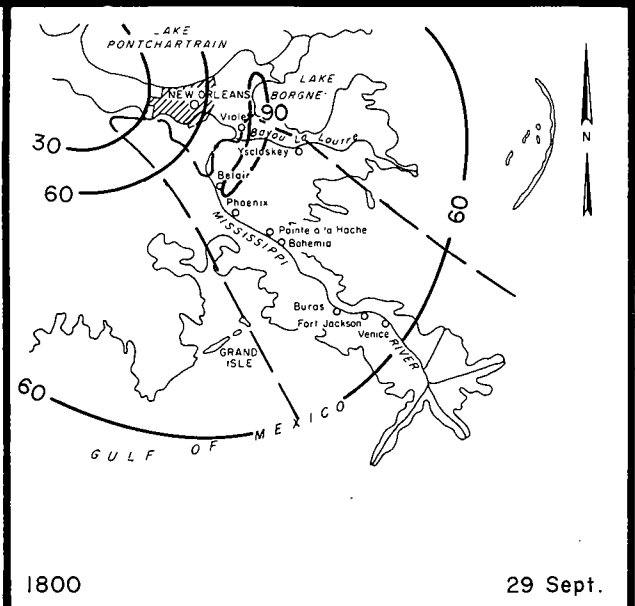 LAKE
PONTCHARTRAIN
LAKE
BORGNE
NEW ORLEANS
90
Violet
Bayou La Loutre
30
Yscloskey
60
Belair
60
Phoenix
MISSISSIPPI
Pointe a la Hache
Bohemia
Buras
Fort Jackson
Venice
RIVER
GRAND
ISLE
60
GULF OF MEXICO
N
1800
29 Sept.